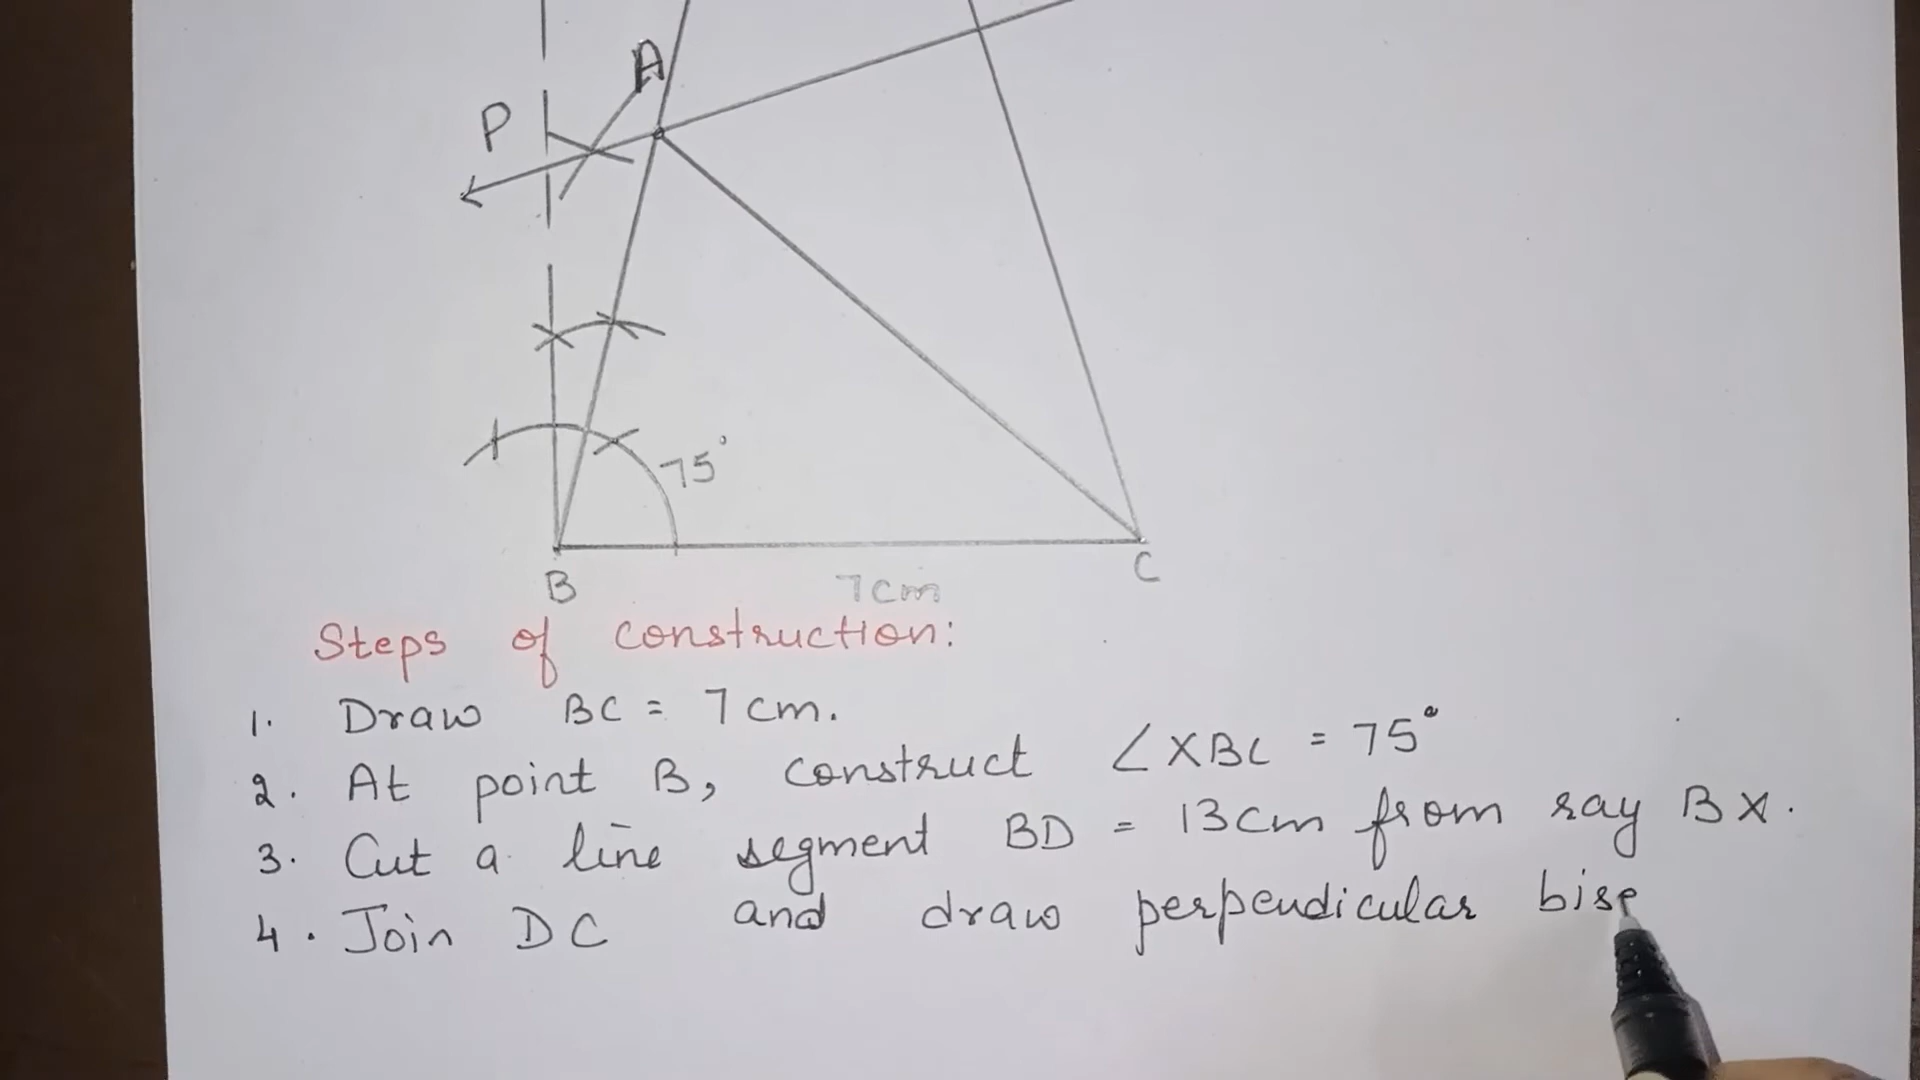 A
P
75°
B
C
7cm
Steps of construction:
1. Draw BC = 7cm.
2. At point B, construct ∠XBC = 75°
3. Cut a line segment BD = 13cm from ray BX.
4. Join DC and draw perpendicular bise